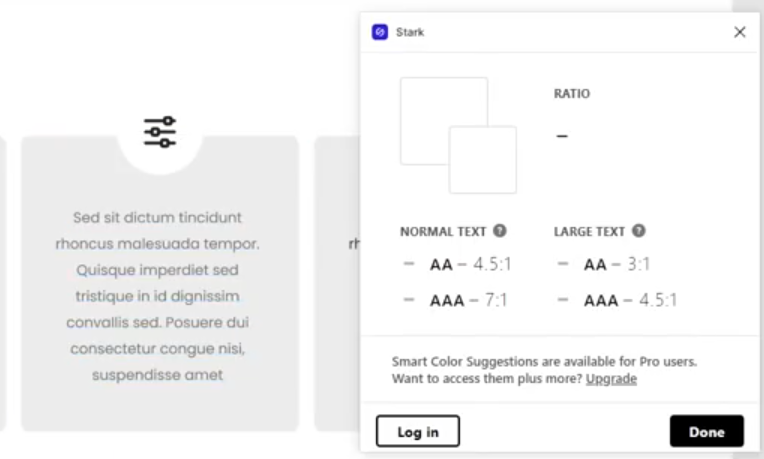 Stark
RATIO
–
NORMAL TEXT ?
LARGE TEXT ?
– AA – 4.5:1
– AA – 3:1
– AAA – 7:1
– AAA – 4.5:1
Smart Color Suggestions are available for Pro users.
Want to access them plus more? Upgrade
Log in
Done
Sed sit dictum tincidunt
rhoncus malesuada tempor.
Quisque imperdiet sed
tristique in id dignissim
convallis sed. Posuere dui
consectetur congue nisi,
suspendisse amet
rh